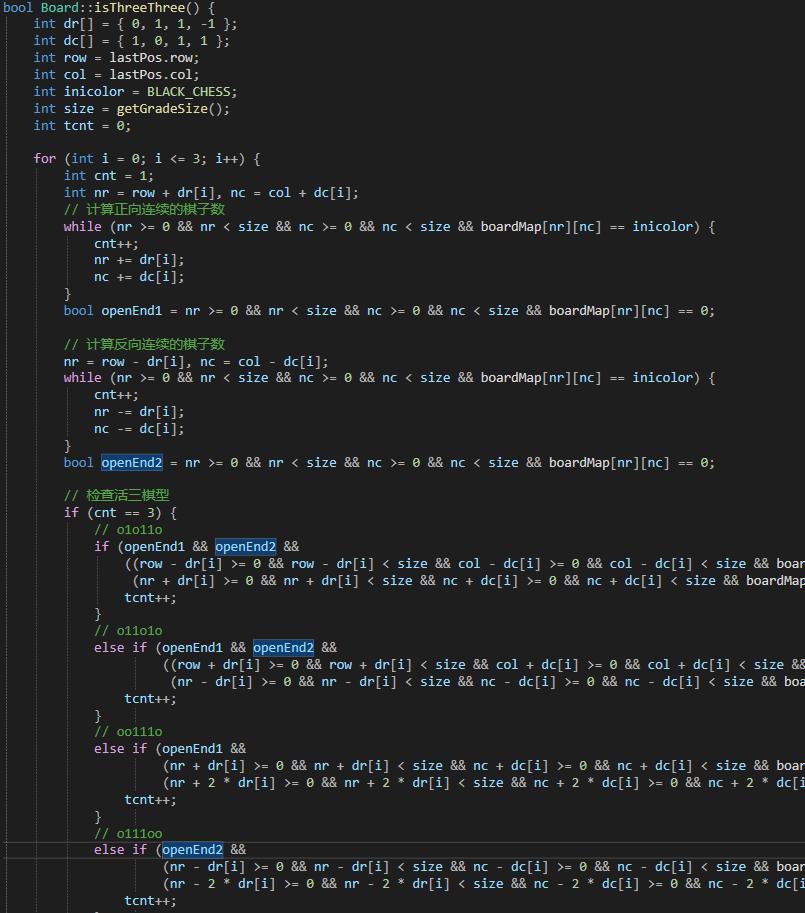 bool Board::isThreeThree() {
int dr[] = { 0, 1, 1, -1 };
int dc[] = { 1, 0, 1, 1 };
int row = lastPos.row;
int col = lastPos.col;
int inicolor = BLACK_CHESS;
int size = getGradeSize();
int tcnt = 0;
for (int i = 0; i <= 3; i++) {
int cnt = 1;
int nr = row + dr[i], nc = col + dc[i];
// 计算正向连续的棋子数
while (nr >= 0 && nr < size && nc >= 0 && nc < size && boardMap[nr][nc] == inicolor) {
cnt++;
nr += dr[i];
nc += dc[i];
}
bool openEnd1 = nr >= 0 && nr < size && nc >= 0 && nc < size && boardMap[nr][nc] == 0;
// 计算反向连续的棋子数
nr = row - dr[i], nc = col - dc[i];
while (nr >= 0 && nr < size && nc >= 0 && nc < size && boardMap[nr][nc] == inicolor) {
cnt++;
nr -= dr[i];
nc -= dc[i];
}
bool openEnd2 = nr >= 0 && nr < size && nc >= 0 && nc < size && boardMap[nr][nc] == 0;
// 检查活三棋型
if (cnt == 3) {
// o1o11o
if (openEnd1 && openEnd2 &&
((row - dr[i] >= 0 && row - dr[i] < size && col - dc[i] >= 0 && col - dc[i] < size && boar
(nr + dr[i] >= 0 && nr + dr[i] < size && nc + dc[i] >= 0 && nc + dc[i] < size && boardMap
tcnt++;
}
// o11o1o
else if (openEnd1 && openEnd2 &&
((row + dr[i] >= 0 && row + dr[i] < size && col + dc[i] >= 0 && col + dc[i] < size &&
(nr - dr[i] >= 0 && nr - dr[i] < size && nc - dc[i] >= 0 && nc - dc[i] < size && boa
tcnt++;
}
// oo111o
else if (openEnd1 &&
(nr + dr[i] >= 0 && nr + dr[i] < size && nc + dc[i] >= 0 && nc + dc[i] < size && boar
(nr + 2 * dr[i] >= 0 && nr + 2 * dr[i] < size && nc + 2 * dc[i] >= 0 && nc + 2 * dc[i
tcnt++;
}
// o111oo
else if (openEnd2 &&
(nr - dr[i] >= 0 && nr - dr[i] < size && nc - dc[i] >= 0 && nc - dc[i] < size && boar
(nr - 2 * dr[i] >= 0 && nr - 2 * dr[i] < size && nc - 2 * dc[i] >= 0 && nc - 2 * dc[i
tcnt++;